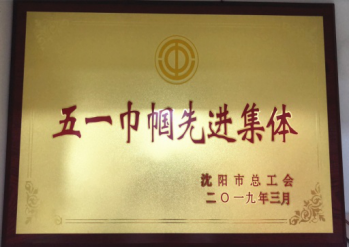 五一巾帼先进集体
沈阳市总工会
二〇一九年三月